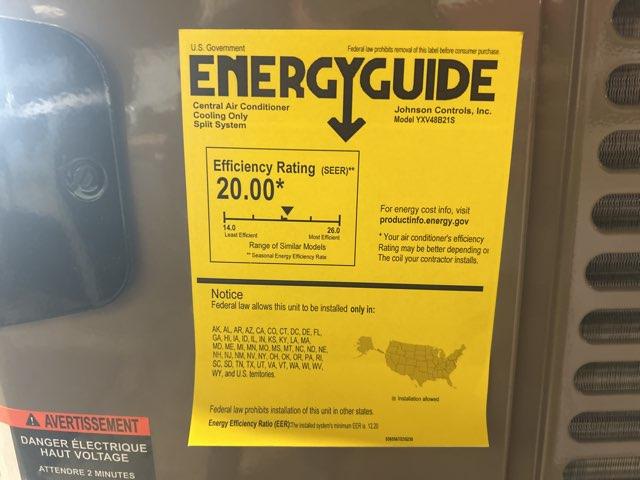 U.S. Government
Federal law prohibits removal of this label before consumer purchase.
ENERGYGUIDE
Central Air Conditioner
Cooling Only
Split System
Johnson Controls, Inc.
Model YXV48B21S
Efficiency Rating (SEER)**
20.00*
14.0
Least Efficient
26.0
Most Efficient
Range of Similar Models
** Seasonal Energy Efficiency Rate
For energy cost info, visit
productinfo.energy.gov
* Your air conditioner's efficiency
Rating may be better depending on
The coil your contractor installs.
Notice
Federal law allows this unit to be installed only in:
AK, AL, AR, AZ, CA, CO, CT, DC, DE, FL,
GA, HI, IA, ID, IL, IN, KS, KY, LA, MA,
MD, ME, MI, MN, MO, MS, MT, NC, ND, NE,
NH, NJ, NM, NV, NY, OH, OK, OR, PA, RI,
SC, SD, TN, TX, UT, VA, VT, WA, WI, WV,
WY, and U.S. territories.
Installation allowed
Federal law prohibits installation of this unit in other states.
Energy Efficiency Ratio (EER): The installed system's minimum EER is 12.20
AVERTISSEMENT
DANGER ÉLECTRIQUE
HAUT VOLTAGE
ATTENDRE 2 MINUTES